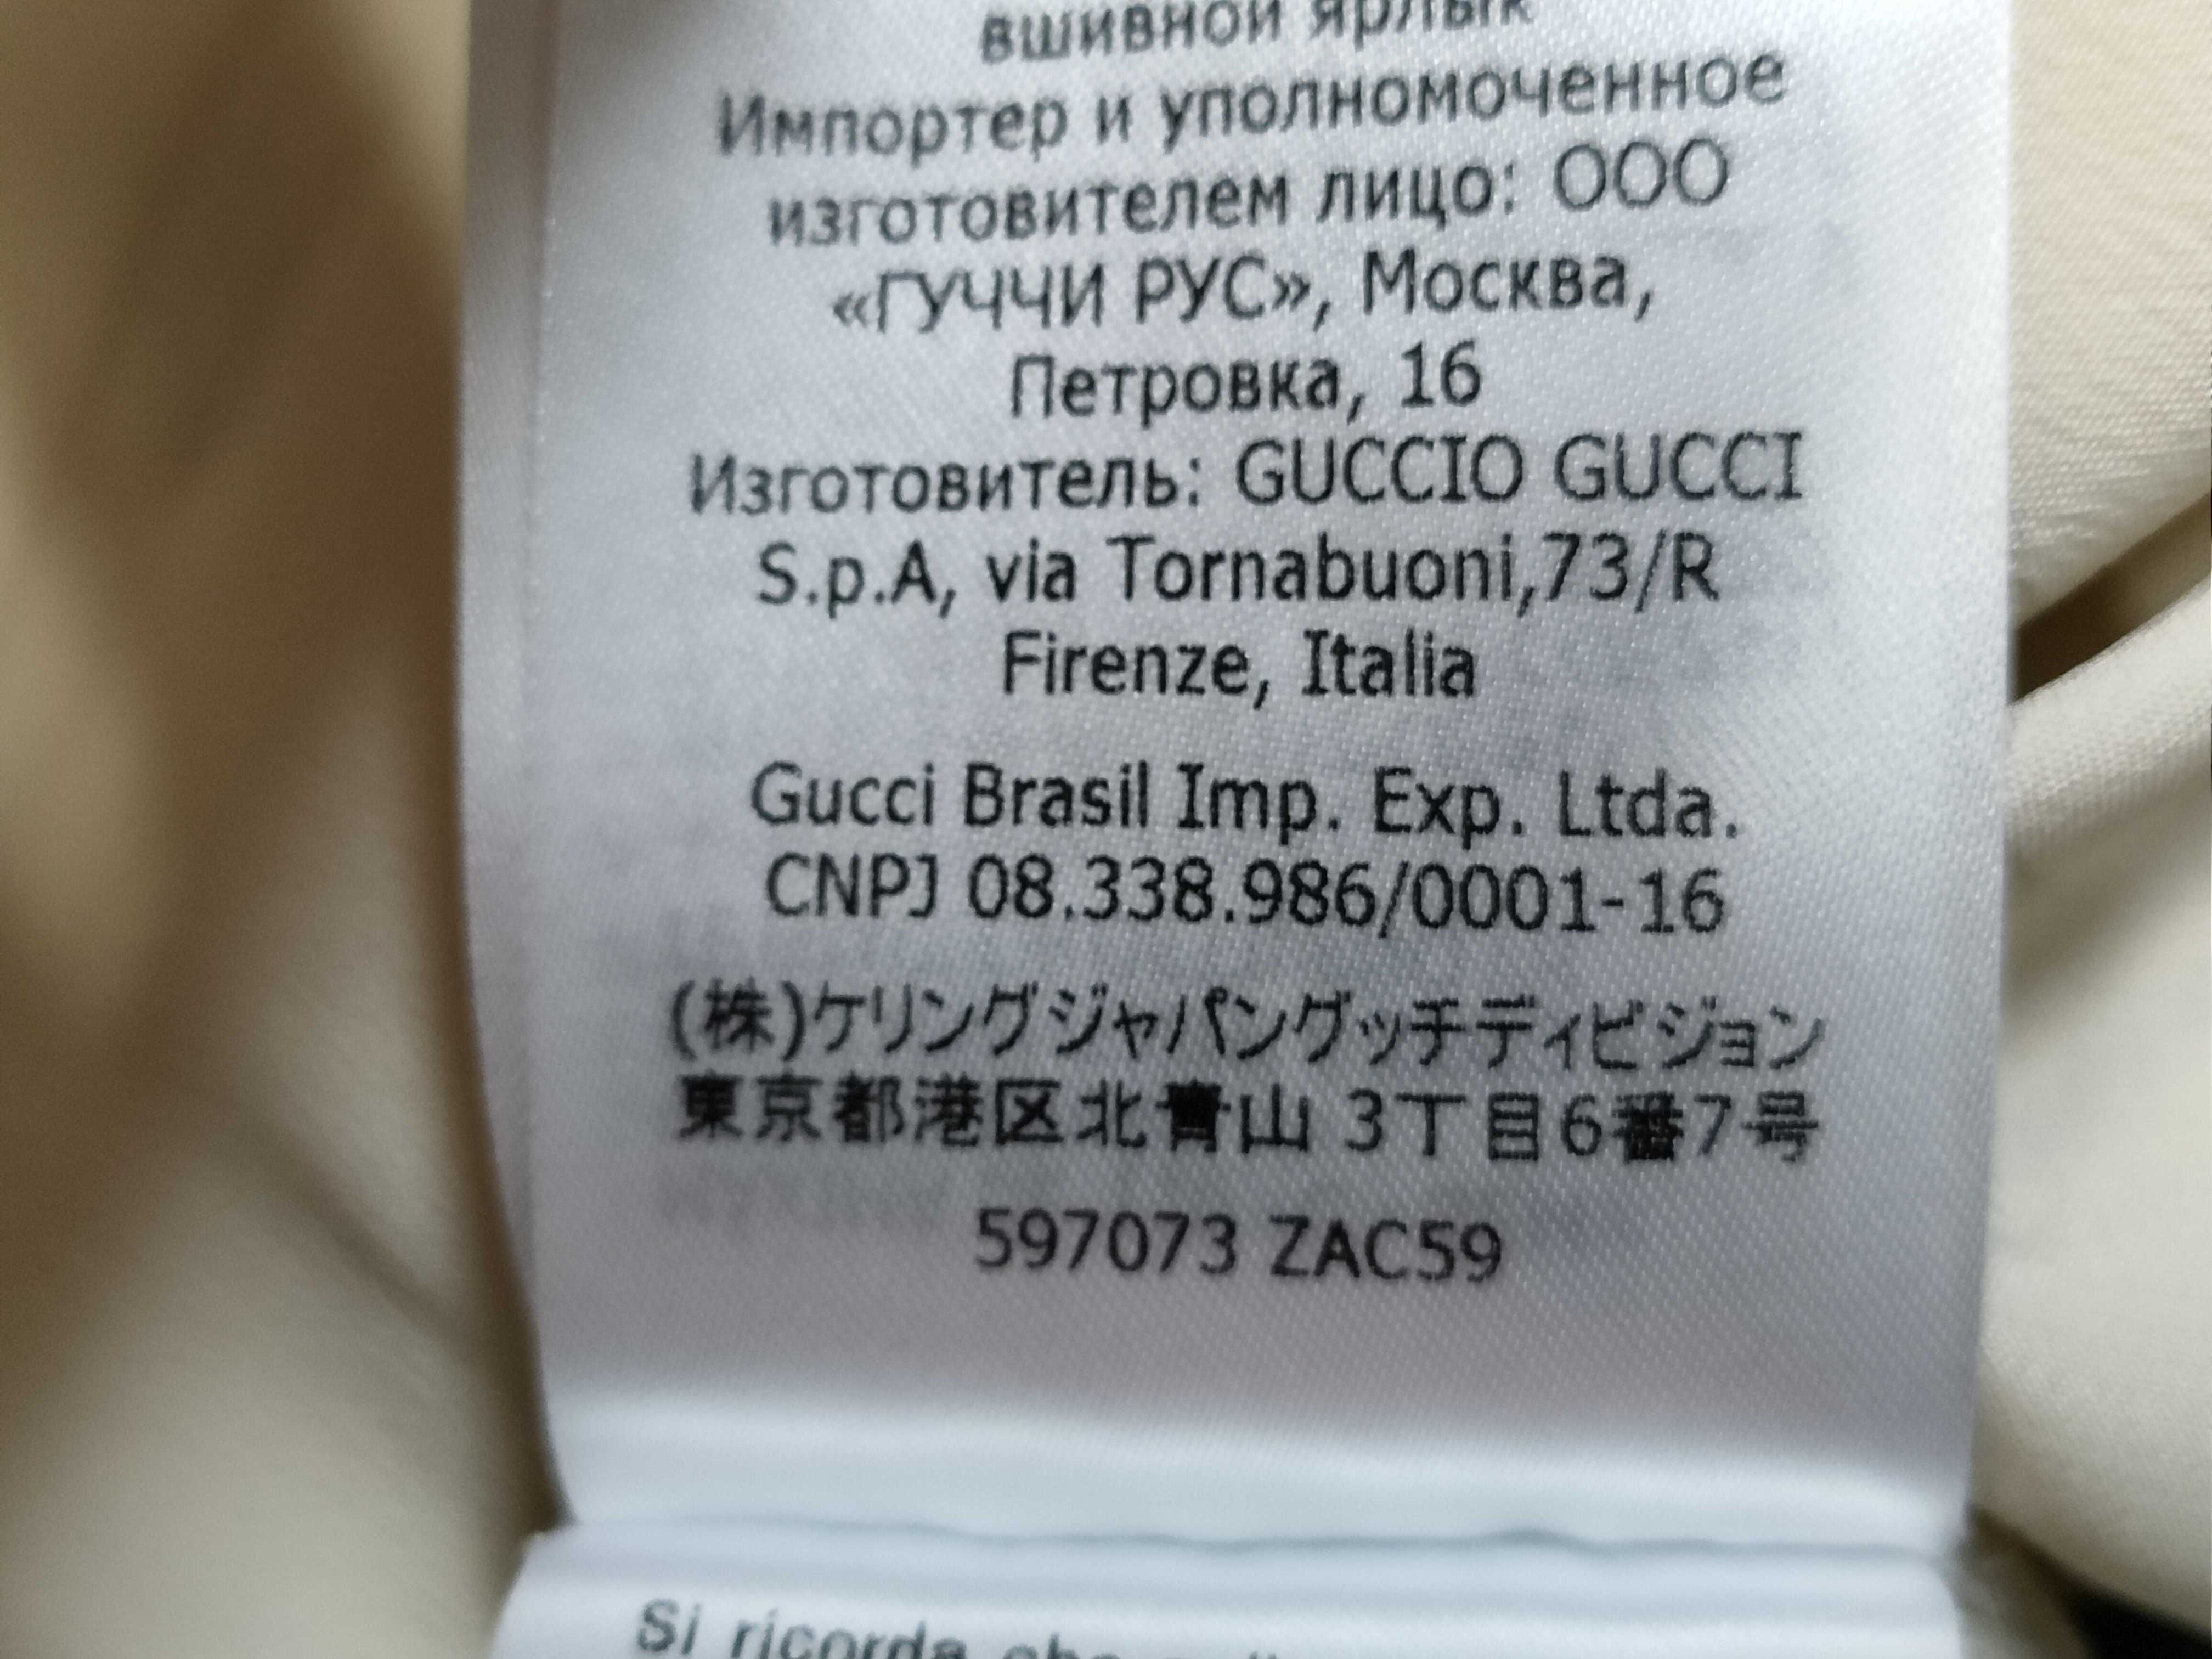 вшивной ярлык
Импортер и уполномоченное
изготовителем лицо: ООО
«ГУЧЧИ РУС», Москва,
Петровка, 16
Изготовитель: GUCCIO GUCCI
S.p.A, via Tornabuoni,73/R
Firenze, Italia
Gucci Brasil Imp. Exp. Ltda.
CNPJ 08.338.986/0001-16
(株)ケリングジャパングッチディビジョン
東京都港区北青山 3丁目6番7号
597073 ZAC59
Si ricorda che